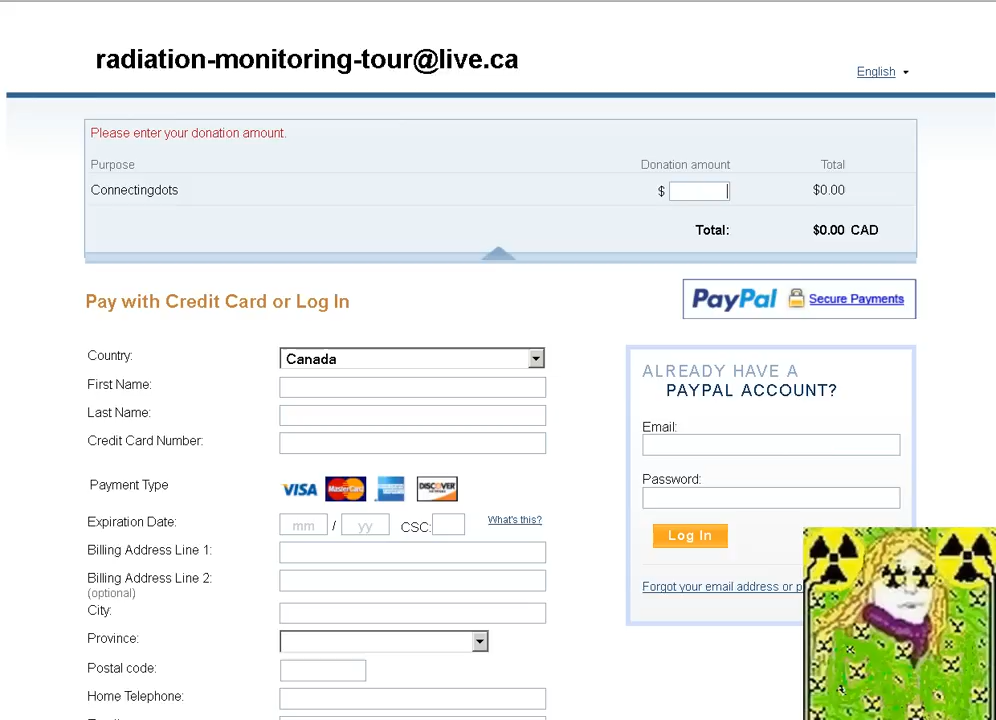 radiation-monitoring-tour@live.ca
English
Please enter your donation amount.
Purpose Donation amount Total
Connectingdots $ $0.00
Total: $0.00 CAD
Pay with Credit Card or Log In
PayPal Secure Payments
Country: Canada
First Name:
Last Name:
Credit Card Number:
Payment Type VISA MasterCard DISCOVER
Expiration Date: mm / yy CSC: What's this?
Billing Address Line 1:
Billing Address Line 2:
(optional)
City:
Province:
Postal code:
Home Telephone:
ALREADY HAVE A
PAYPAL ACCOUNT?
Email:
Password:
Log In
Forgot your email address or